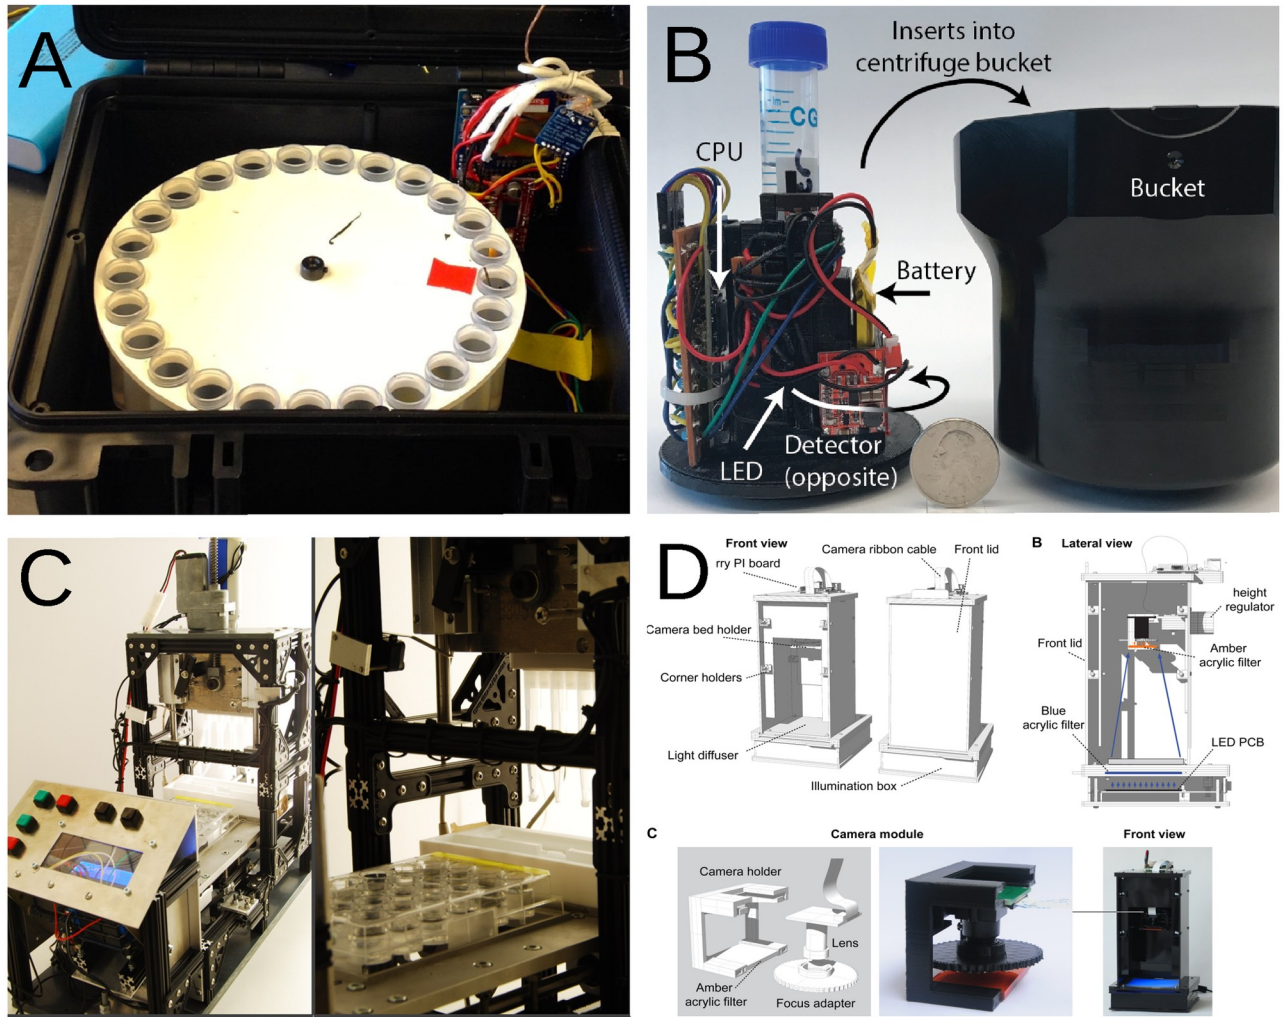 A
B
Inserts into
centrifuge bucket
CG
CPU
Bucket
Battery
LED
Detector
(opposite)
C
D
Front view
rry PI board
Camera ribbon cable
Front lid
Camera bed holder
Corner holders
Light diffuser
Illumination box
B
Lateral view
height
regulator
Front lid
Amber
acrylic filter
Blue
acrylic filter
LED PCB
C
Camera module
Front view
Camera holder
Lens
Amber
acrylic filter
Focus adapter